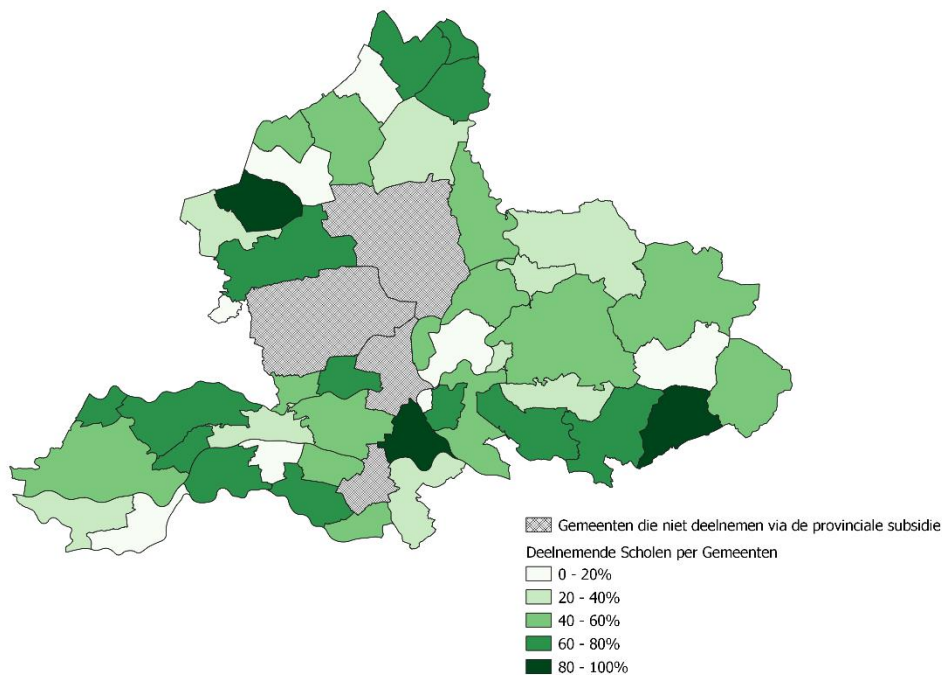 Gemeenten die niet deelnemen via de provinciale subsidie
Deelnemende Scholen per Gemeenten
0 - 20%
20 - 40%
40 - 60%
60 - 80%
80 - 100%